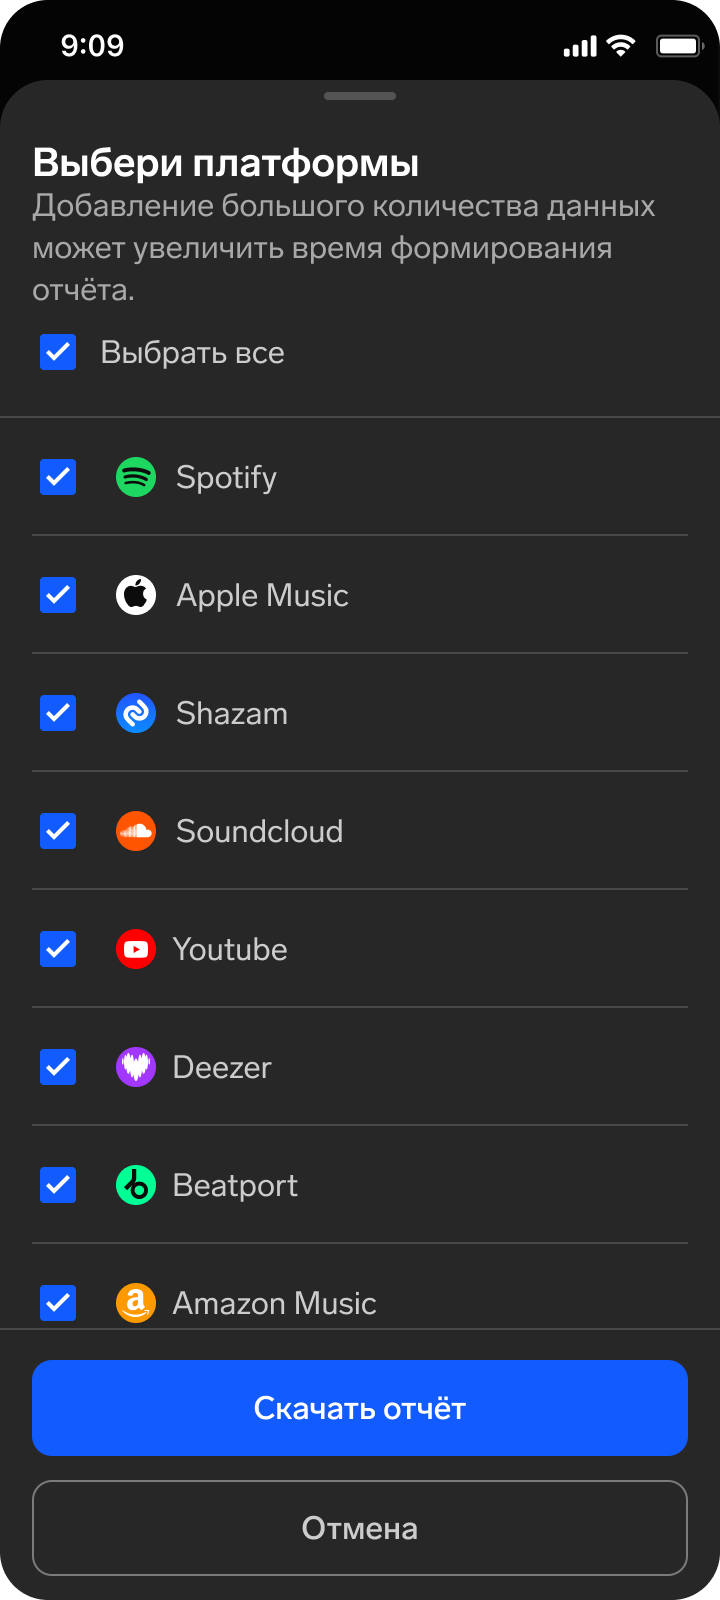 9:09
Выбери платформы
Добавление большого количества данных
может увеличить время формирования
отчёта.
Выбрать все
Spotify
Apple Music
Shazam
Soundcloud
Youtube
Deezer
Beatport
Amazon Music
Скачать отчёт
Отмена